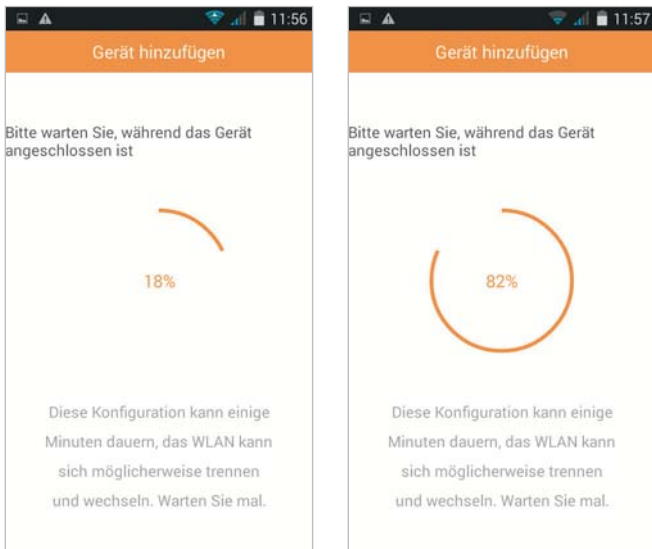 11:56
Gerät hinzufügen
Bitte warten Sie, während das Gerät
angeschlossen ist
18%
Diese Konfiguration kann einige
Minuten dauern, das WLAN kann
sich möglicherweise trennen
und wechseln. Warten Sie mal.
11:57
Gerät hinzufügen
Bitte warten Sie, während das Gerät
angeschlossen ist
82%
Diese Konfiguration kann einige
Minuten dauern, das WLAN kann
sich möglicherweise trennen
und wechseln. Warten Sie mal.